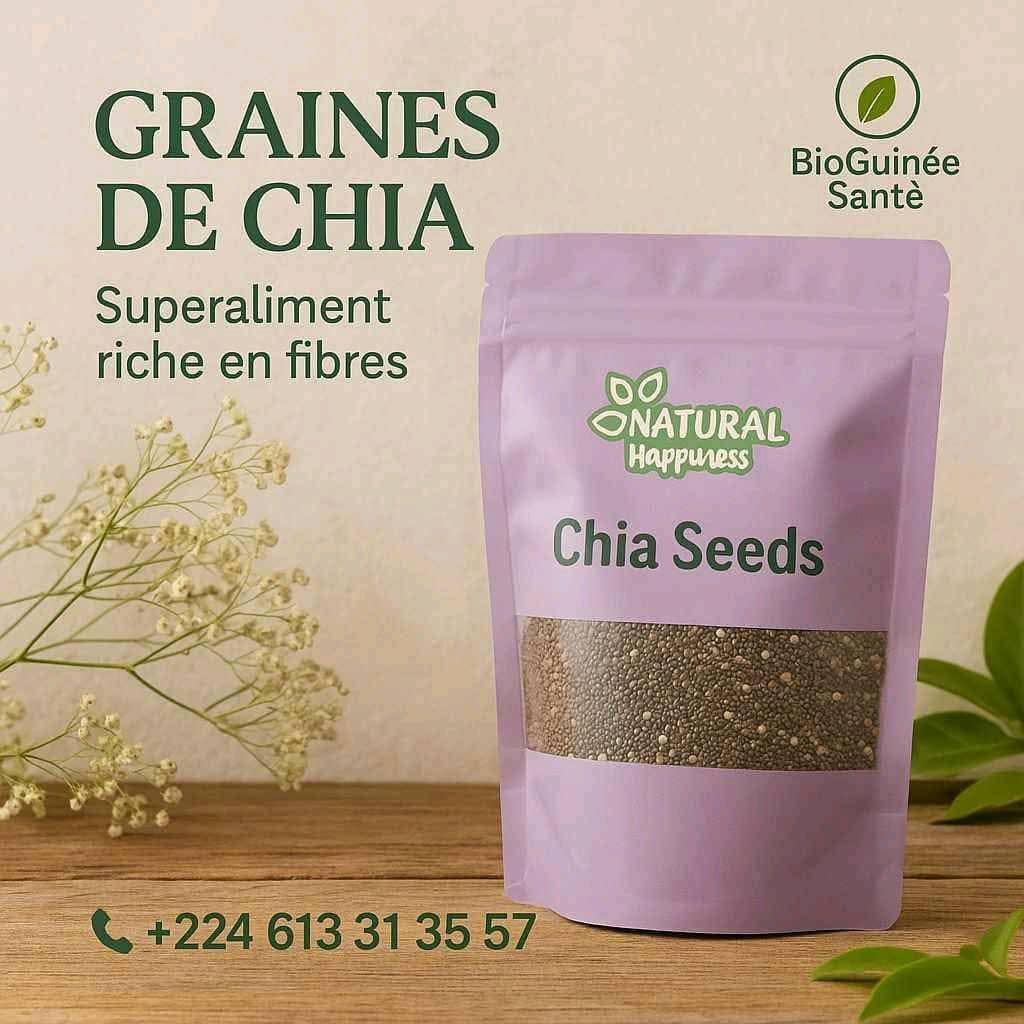 GRAINES
DE CHIA
Superaliment
riche en fibres
BioGuinée
Santè
NATURAL
Happiness
Chia Seeds
+224 613 31 35 57